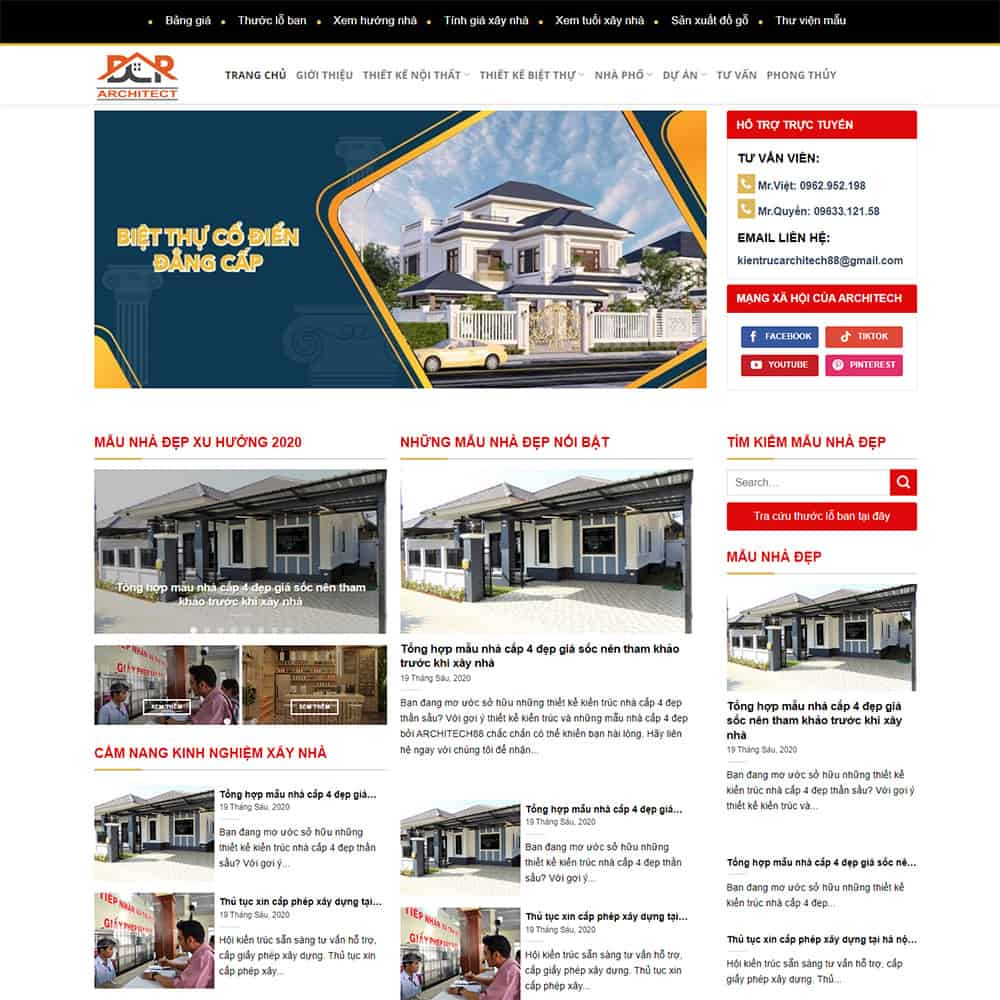 Bảng giá
Thước lỗ ban
Xem hướng nhà
Tính giá xây nhà
Xem tuổi xây nhà
Sản xuất đồ gỗ
Thư viện mẫu
ARCHITECT
TRANG CHỦ
GIỚI THIỆU
THIẾT KẾ NỘI THẤT
THIẾT KẾ BIỆT THỰ
NHÀ PHỐ
DỰ ÁN
TƯ VẤN
PHONG THỦY
BIỆT THỰ CỔ ĐIỂN
ĐẲNG CẤP
HỖ TRỢ TRỰC TUYẾN
TƯ VẤN VIÊN:
Mr.Việt: 0962.952.198
Mr.Quyền: 09633.121.58
EMAIL LIÊN HỆ:
kientrucarchitech88@gmail.com
MẠNG XÃ HỘI CỦA ARCHITECH
FACEBOOK
TIKTOK
YOUTUBE
PINTEREST
MẪU NHÀ ĐẸP XU HƯỚNG 2020
Tổng hợp mẫu nhà cấp 4 đẹp giá sốc nên tham
khảo trước khi xây nhà
TIẾP NHẬN VÀ TRẢ
GIẤY PHÉP XÂY D
XEM THÊM
XEM THÊM
CẨM NANG KINH NGHIỆM XÂY NHÀ
Tổng hợp mẫu nhà cấp 4 đẹp giá...
19 Tháng Sáu, 2020
Bạn đang mơ ước sở hữu những
thiết kế kiến trúc nhà cấp 4 đẹp thần
sầu? Với gợi ý...
TIẾP NHẬN VÀ TR
GIẤY PHÉP XÂY
Thủ tục xin cấp phép xây dựng tại...
19 Tháng Sáu, 2020
Hội kiến trúc sẵn sàng tư vấn hỗ trợ,
cấp giấy phép xây dựng. Thủ tục xin
cấp phép xây...
NHỮNG MẪU NHÀ ĐẸP NỔI BẬT
Tổng hợp mẫu nhà cấp 4 đẹp giá sốc nên tham khảo
trước khi xây nhà
19 Tháng Sáu, 2020
Bạn đang mơ ước sở hữu những thiết kế kiến trúc nhà cấp 4 đẹp
thần sầu? Với gợi ý thiết kế kiến trúc và những mẫu nhà cấp 4 đẹp
bởi ARCHITECH88 chắc chắn có thể khiến bạn hài lòng. Hãy liên
hệ ngay với chúng tôi để nhận...
Tổng hợp mẫu nhà cấp 4 đẹp giá...
19 Tháng Sáu, 2020
Bạn đang mơ ước sở hữu những
thiết kế kiến trúc nhà cấp 4 đẹp thần
sầu? Với gợi ý...
TIẾP NHẬN VÀ TR
GIẤY PHÉP XÂY
Thủ tục xin cấp phép xây dựng tại...
19 Tháng Sáu, 2020
Hội kiến trúc sẵn sàng tư vấn hỗ trợ,
cấp giấy phép xây dựng. Thủ tục xin
cấp phép xây...
TÌM KIẾM MẪU NHÀ ĐẸP
Search...
Tra cứu thước lỗ ban tại đây
MẪU NHÀ ĐẸP
Tổng hợp mẫu nhà cấp 4 đẹp giá
sốc nên tham khảo trước khi xây
nhà
19 Tháng Sáu, 2020
Bạn đang mơ ước sở hữu những thiết kế
kiến trúc nhà cấp 4 đẹp thần sầu? Với gợi ý
thiết kế kiến trúc và...
Tổng hợp mẫu nhà cấp 4 đẹp giá sốc nê...
Bạn đang mơ ước sở hữu những thiết kế
kiến trúc nhà cấp 4 đẹp...
Thủ tục xin cấp phép xây dựng tại hà nộ...
Hội kiến trúc sẵn sàng tư vấn hỗ trợ, cấp
giấy phép xây dựng. Thủ...